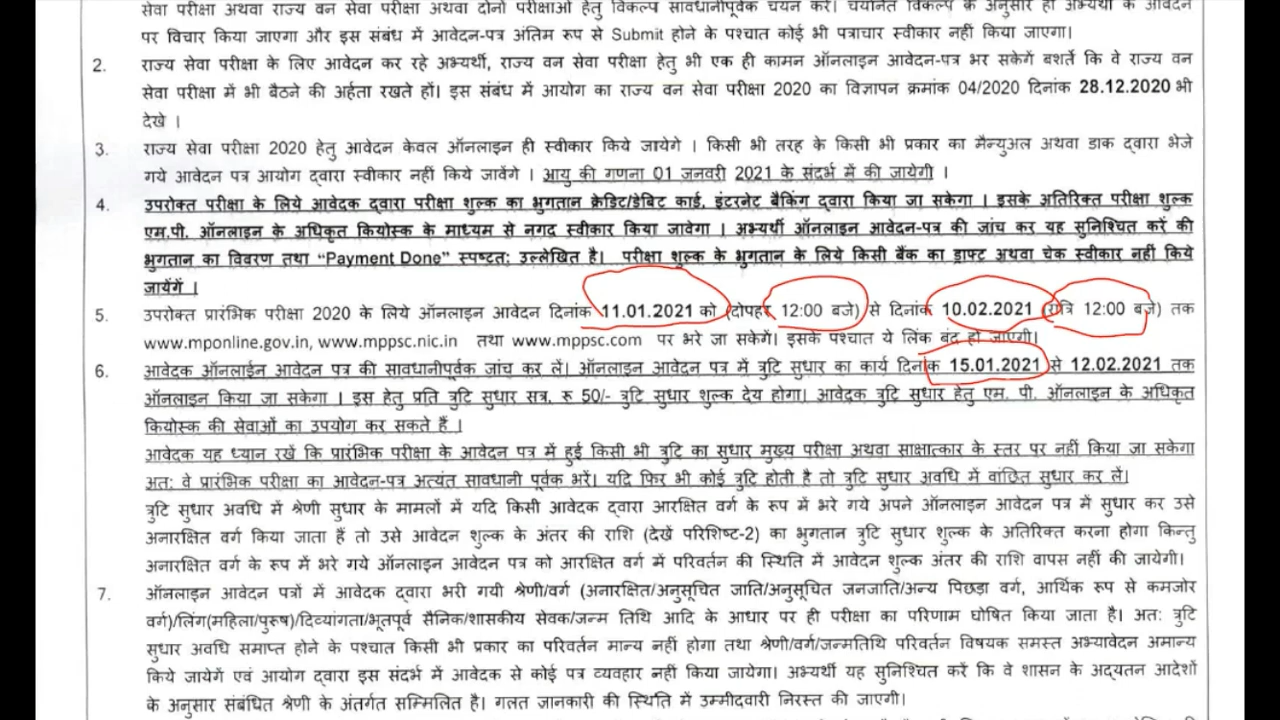 सेवा परीक्षा अथवा राज्य वन सेवा परीक्षा अथवा दोनो परीक्षाओ हेतु विकल्प सावधानीपूर्वक चयन करें। चयनित विकल्प के अनुसार ही अभ्यर्थी के आवेदन
पर विचार किया जाएगा और इस संबंध में आवेदन-पत्र अंतिम रूप से Submit होने के पश्चात कोई भी पत्राचार स्वीकार नहीं किया जाएगा।
2. राज्य सेवा परीक्षा के लिए आवेदन कर रहे अभ्यर्थी, राज्य वन सेवा परीक्षा हेतु भी एक ही कामन ऑनलाइन आवेदन-पत्र भर सकेगें बशर्ते कि वे राज्य वन
सेवा परीक्षा में भी बैठने की अर्हता रखते हों। इस संबंध में आयोग का राज्य वन सेवा परीक्षा 2020 का विज्ञापन क्रमांक 04/2020 दिनांक 28.12.2020 भी
देखे ।
3. राज्य सेवा परीक्षा 2020 हेतु आवेदन केवल ऑनलाइन ही स्वीकार किये जायेगे । किसी भी तरह के किसी भी प्रकार का मैन्युअल अथवा डाक द्वारा भेजे
गये आवेदन पत्र आयोग द्वारा स्वीकार नहीं किये जावेंगे । आयु की गणना 01 जनवरी 2021 के संदर्भ में की जायेगी ।
4. उपरोक्त परीक्षा के लिये आवेदक द्वारा परीक्षा शुल्क का भुगतान क्रेडिट/डेबिट कार्ड, इंटरनेट बैंकिंग द्वारा किया जा सकेगा । इसके अतिरिक्त परीक्षा शुल्क
एम.पी. ऑनलाइन के अधिकृत कियोस्क के माध्यम से नगद स्वीकार किया जावेगा । अभ्यर्थी ऑनलाइन आवेदन-पत्र की जांच कर यह सुनिश्चित करें की
भुगतान का विवरण तथा “Payment Done” स्पष्टत: उल्लेखित है। परीक्षा शुल्क के भुगतान के लिये किसी बैंक का ड्राफ्ट अथवा चेक स्वीकार नहीं किये
जायेंगें ।
5. उपरोक्त प्रारंभिक परीक्षा 2020 के लिये ऑनलाइन आवेदन दिनांक 11.01.2021 को (दोपहर 12:00 बजे) से दिनांक 10.02.2021 (रात्रि 12:00 बजे) तक
www.mponline.gov.in, www.mppsc.nic.in तथा www.mppsc.com पर भरे जा सकेगें। इसके पश्चात ये लिंक बंद हो जाएगी।
6. आवेदक ऑनलाईन आवेदन पत्र की सावधानीपूर्वक जांच कर लें। ऑनलाइन आवेदन पत्र में त्रुटि सुधार का कार्य दिनांक 15.01.2021 से 12.02.2021 तक
ऑनलाइन किया जा सकेगा । इस हेतु प्रति त्रुटि सुधार सत्र, रू 50/- त्रुटि सुधार शुल्क देय होगा। आवेदक त्रुटि सुधार हेतु एम. पी. ऑनलाइन के अधिकृत
कियोस्क की सेवाओं का उपयोग कर सकते हैं ।
आवेदक यह ध्यान रखें कि प्रारंभिक परीक्षा के आवेदन पत्र में हुई किसी भी त्रुटि का सुधार मुख्य परीक्षा अथवा साक्षात्कार के स्तर पर नहीं किया जा सकेगा
अत: वे प्रारंभिक परीक्षा का आवेदन-पत्र अत्यंत सावधानी पूर्वक भरें। यदि फिर भी कोई त्रुटि होती है तो त्रुटि सुधार अवधि में वांछित सुधार कर लें।
त्रुटि सुधार अवधि में श्रेणी सुधार के मामलों में यदि किसी आवेदक द्वारा आरक्षित वर्ग के रूप में भरे गये अपने ऑनलाइन आवेदन पत्र में सुधार कर उसे
अनारक्षित वर्ग किया जाता हैं तो उसे आवेदन शुल्क के अंतर की राशि (देखें परिशिष्ट-2) का भुगतान त्रुटि सुधार शुल्क के अतिरिक्त करना होगा किन्तु
अनारक्षित वर्ग के रूप में भरे गये ऑनलाइन आवेदन पत्र को आरक्षित वर्ग में परिवर्तन की स्थिति में आवेदन शुल्क अंतर की राशि वापस नहीं की जायेगी।
7. ऑनलाइन आवेदन पत्रों में आवेदक द्वारा भरी गयी श्रेणी/वर्ग (अनारक्षित/अनुसूचित जाति/अनुसूचित जनजाति/अन्य पिछड़ा वर्ग, आर्थिक रूप से कमजोर
वर्ग)/लिंग(महिला/पुरूष)/दिव्यांगता/भूतपूर्व सैनिक/शासकीय सेवक/जन्म तिथि आदि के आधार पर ही परीक्षा का परिणाम घोषित किया जाता है। अत: त्रुटि
सुधार अवधि समाप्त होने के पश्चात किसी भी प्रकार का परिवर्तन मान्य नहीं होगा तथा श्रेणी/वर्ग/जन्मतिथि परिवर्तन विषयक समस्त अभ्यावेदन अमान्य
किये जायेगें एवं आयोग द्वारा इस संदर्भ में आवेदक से कोई पत्र व्यवहार नहीं किया जायेगा। अभ्यर्थी यह सुनिश्चित करें कि वे शासन के अद्यतन आदेशों
के अनुसार संबंधित श्रेणी के अंतर्गत सम्मिलित है। गलत जानकारी की स्थिति में उम्मीदवारी निरस्त की जाएगी।